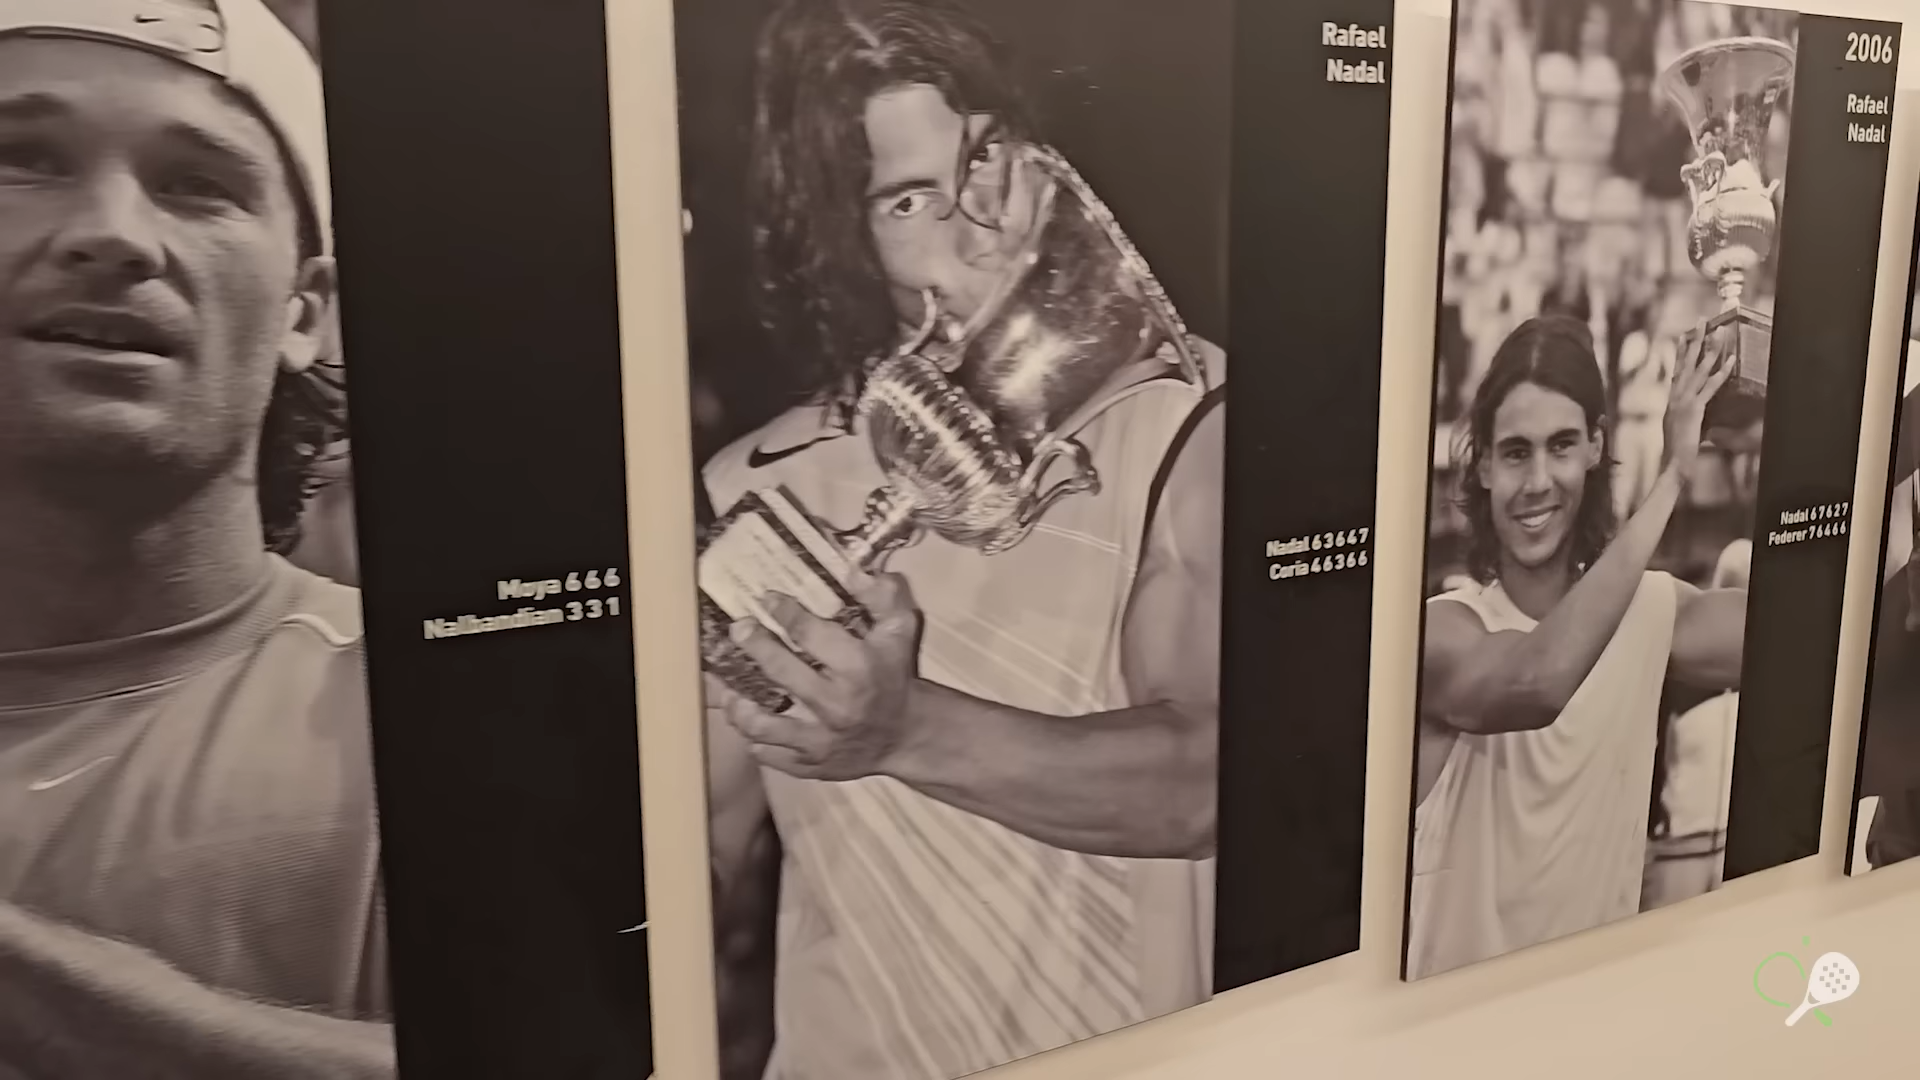 Moya 6 6 6
Nalbandian 3 3 1
Rafael
Nadal
Nadal 6 3 6 4 7
Coria 4 6 3 6 6
2006
Rafael
Nadal
Nadal 6 7 6 2 7
Federer 7 6 4 6 6